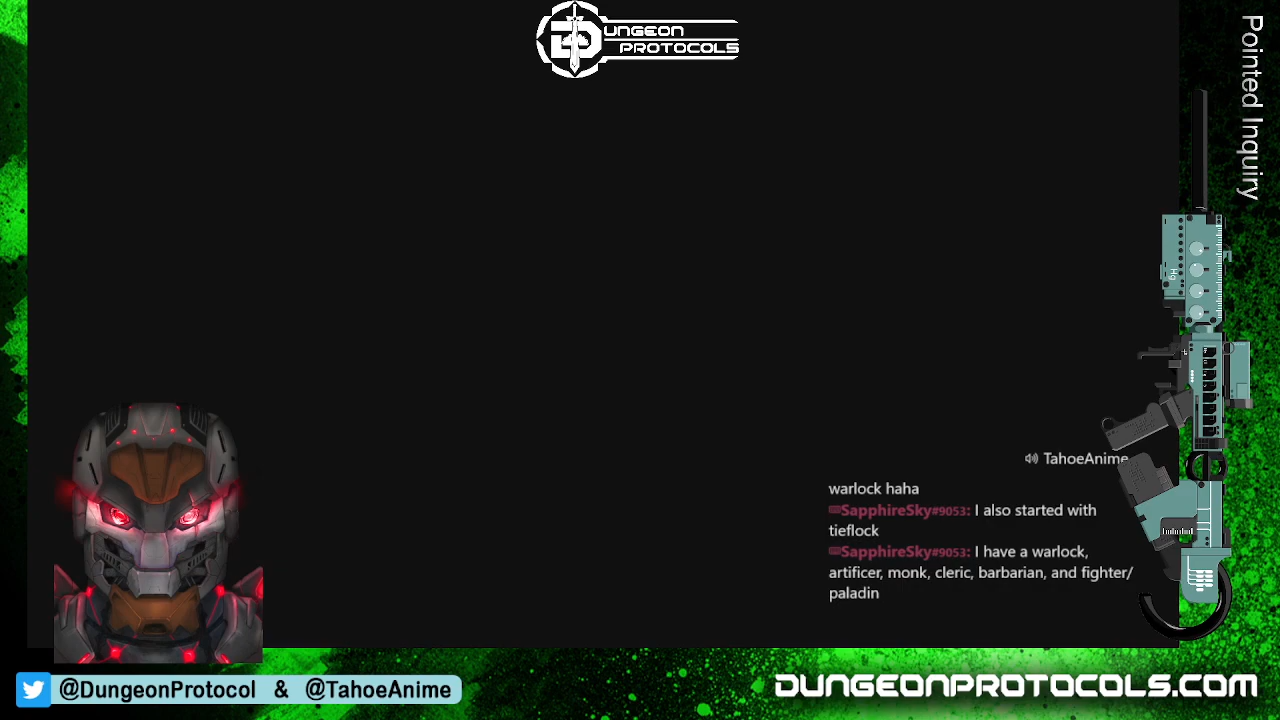 DUNGEON
PROTOCOLS
Pointed Inquiry
Hg
TahoeAnime
warlock haha
SapphireSky#9053: I also started with
tieflock
SapphireSky#9053: I have a warlock,
artificer, monk, cleric, barbarian, and fighter/
paladin
@DungeonProtocol & @TahoeAnime
DUNGEONPROTOCOLS.COM